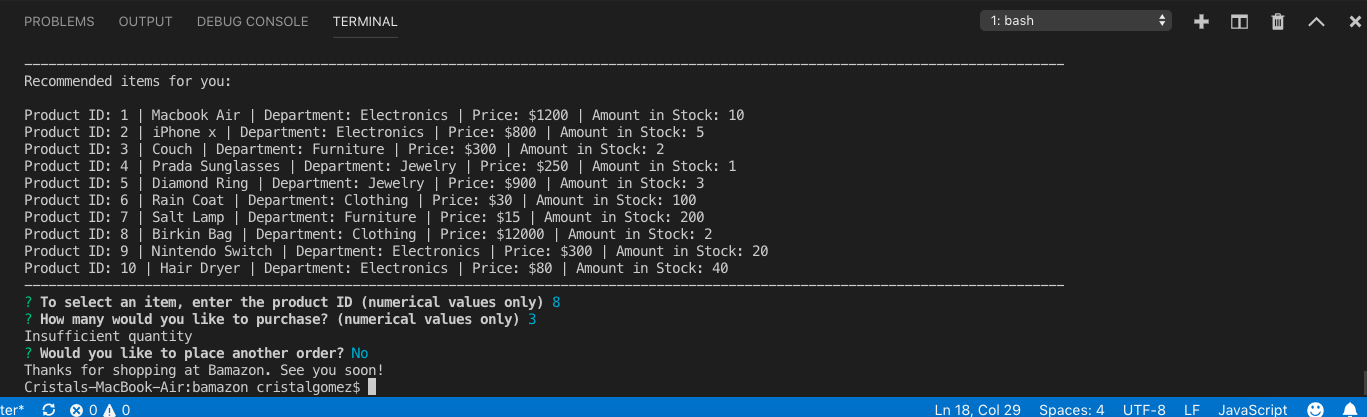 PROBLEMS OUTPUT DEBUG CONSOLE TERMINAL 1: bash
Recommended items for you:
Product ID: 1 | Macbook Air | Department: Electronics | Price: $1200 | Amount in Stock: 10
Product ID: 2 | iPhone x | Department: Electronics | Price: $800 | Amount in Stock: 5
Product ID: 3 | Couch | Department: Furniture | Price: $300 | Amount in Stock: 2
Product ID: 4 | Prada Sunglasses | Department: Jewelry | Price: $250 | Amount in Stock: 1
Product ID: 5 | Diamond Ring | Department: Jewelry | Price: $900 | Amount in Stock: 3
Product ID: 6 | Rain Coat | Department: Clothing | Price: $30 | Amount in Stock: 100
Product ID: 7 | Salt Lamp | Department: Furniture | Price: $15 | Amount in Stock: 200
Product ID: 8 | Birkin Bag | Department: Clothing | Price: $12000 | Amount in Stock: 2
Product ID: 9 | Nintendo Switch | Department: Electronics | Price: $300 | Amount in Stock: 20
Product ID: 10 | Hair Dryer | Department: Electronics | Price: $80 | Amount in Stock: 40
? To select an item, enter the product ID (numerical values only) 8
? How many would you like to purchase? (numerical values only) 3
Insufficient quantity
? Would you like to place another order? No
Thanks for shopping at Bamazon. See you soon!
Cristals-MacBook-Air:bamazon cristalgomez$
ter* 0 0 Ln 18, Col 29 Spaces: 4 UTF-8 LF JavaScript